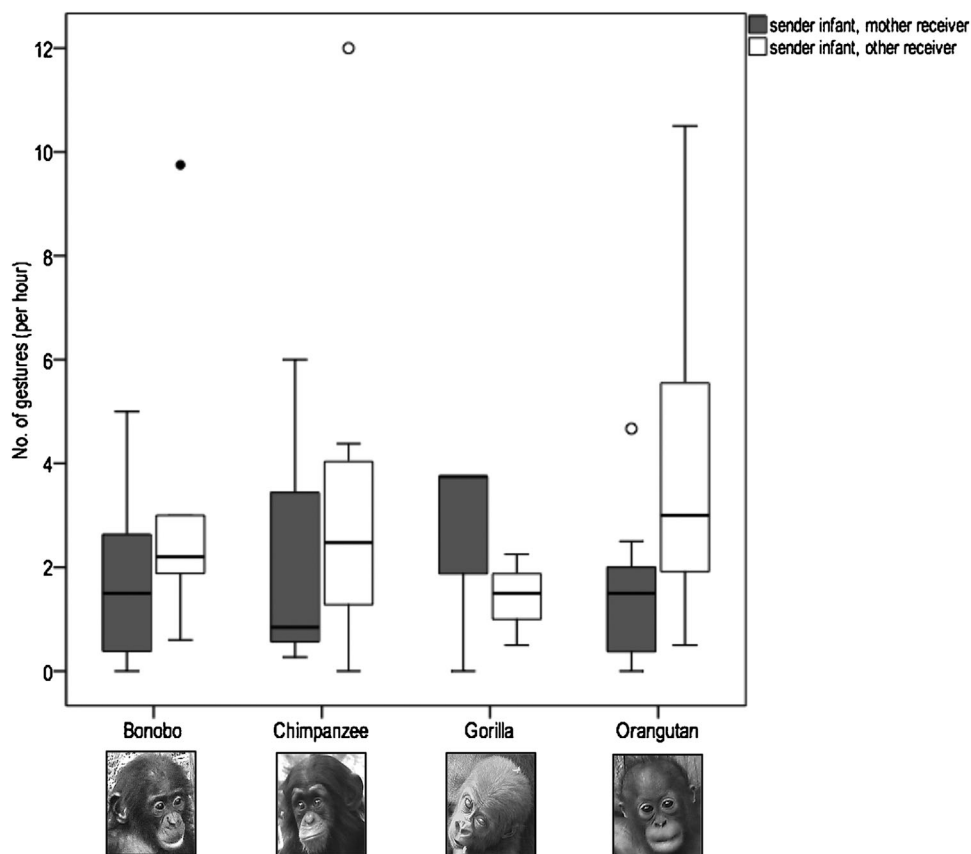 sender infant, mother receiver
sender infant, other receiver
No. of gestures (per hour)
12
10
8
6
4
2
0
Bonobo
Chimpanzee
Gorilla
Orangutan